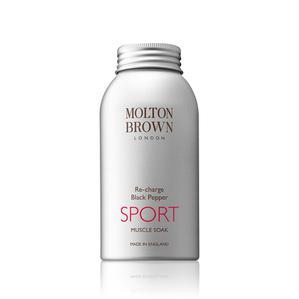 MOLTON
BROWN
LONDON
Re-charge
Black Pepper
SPORT
MUSCLE SOAK
MADE IN ENGLAND